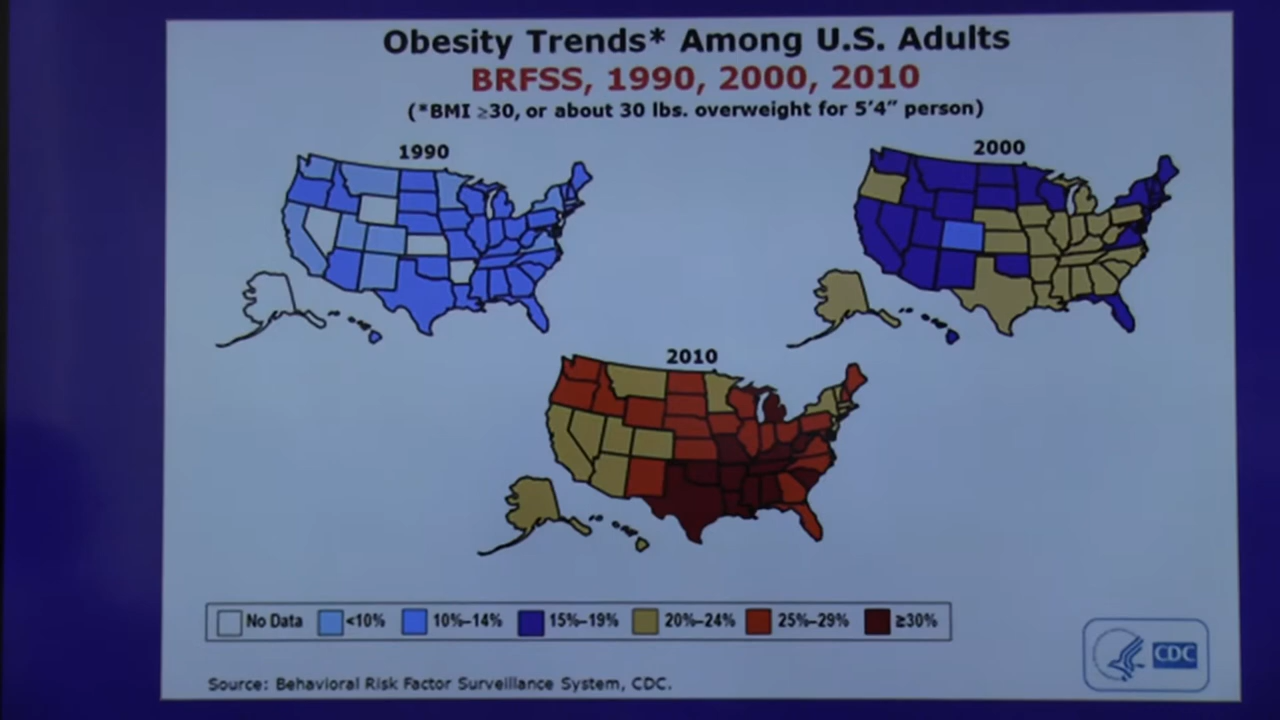 Obesity Trends* Among U.S. Adults
BRFSS, 1990, 2000, 2010
(*BMI ≥30, or about 30 lbs. overweight for 5'4" person)
1990
2000
2010
No Data <10% 10%–14% 15%–19% 20%–24% 25%–29% ≥30%
CDC
Source: Behavioral Risk Factor Surveillance System, CDC.